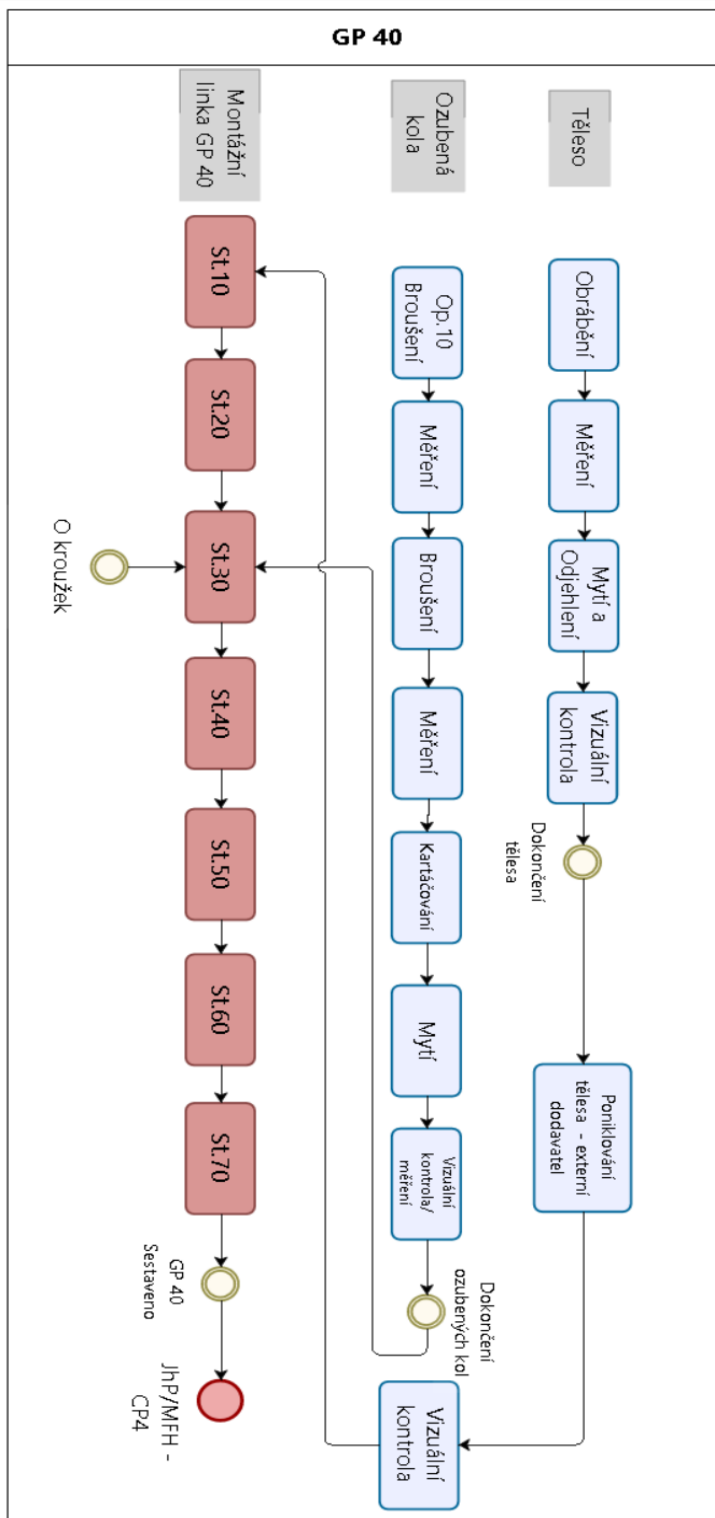 GP 40
Těleso
Obrábění
Měření
Mytí a
Odjehlení
Vizuální
kontrola
Dokončení
tělesa
Poniklování
tělesa - externí
dodavatel
Vizuální
kontrola
Ozubená
kola
Op.10
Broušení
Měření
Broušení
Měření
Kartáčování
Mytí
Vizuální
kontrola/
měření
Dokončení
ozubených kol
Montážní
linka GP 40
St.10
St.20
St.30
St.40
St.50
St.60
St.70
O kroužek
GP 40
Sestaveno
JhP/MFH -
CP4